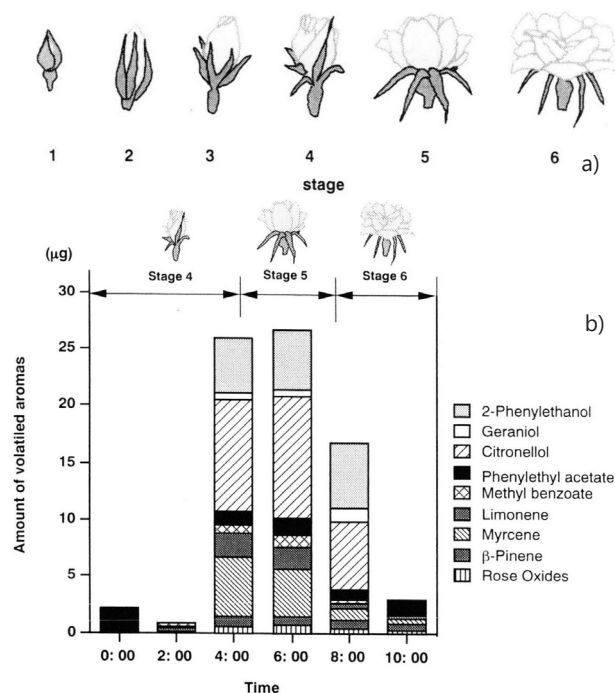 1 2 3 4 5 6
a)
stage
(μg)
Stage 4 Stage 5 Stage 6
b)
30
25
20
15
10
5
0
Amount of volatiled aromas
2-Phenylethanol
Geraniol
Citronellol
Phenylethyl acetate
Methyl benzoate
Limonene
Myrcene
β-Pinene
Rose Oxides
0: 00 2: 00 4: 00 6: 00 8: 00 10: 00
Time